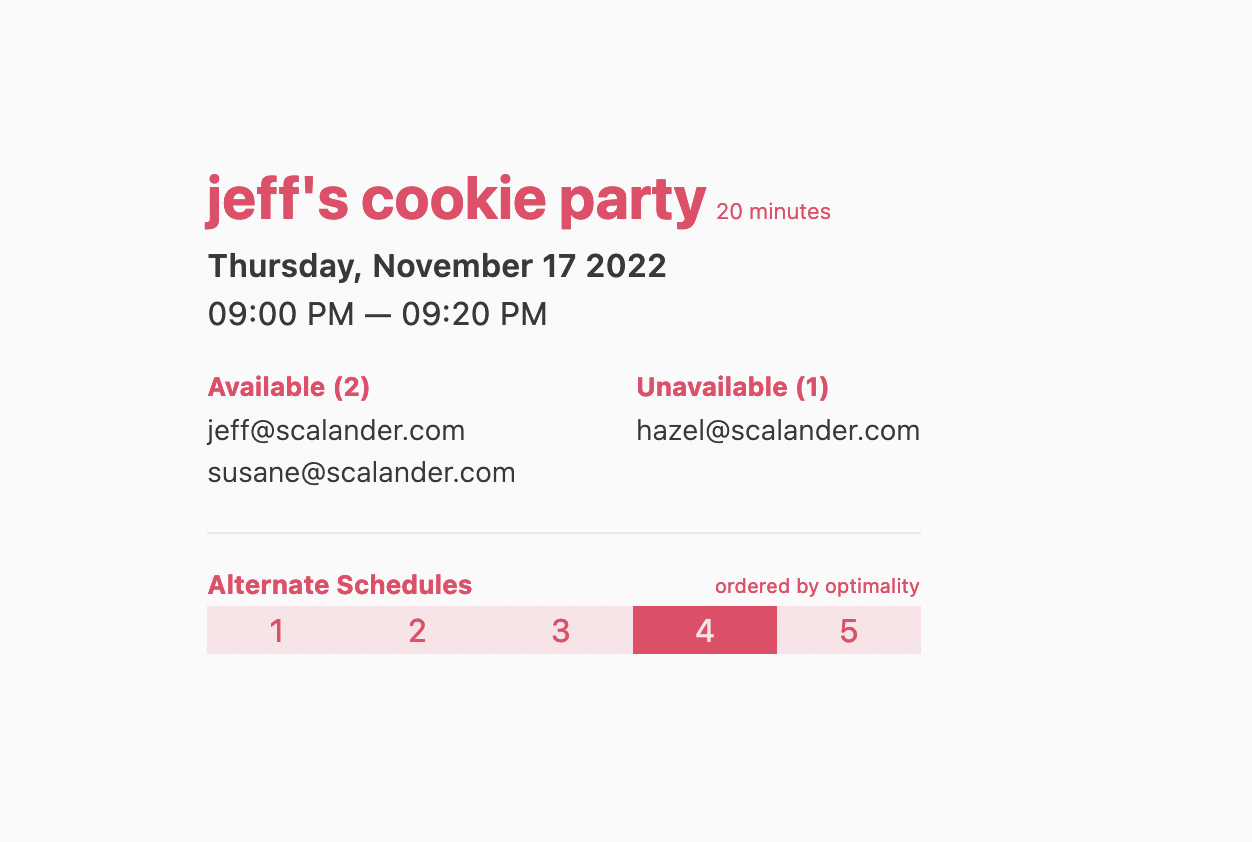 jeff's cookie party 20 minutes
Thursday, November 17 2022
09:00 PM — 09:20 PM
Available (2) Unavailable (1)
jeff@scalander.com hazel@scalander.com
susane@scalander.com
Alternate Schedules ordered by optimality
1 2 3 4 5